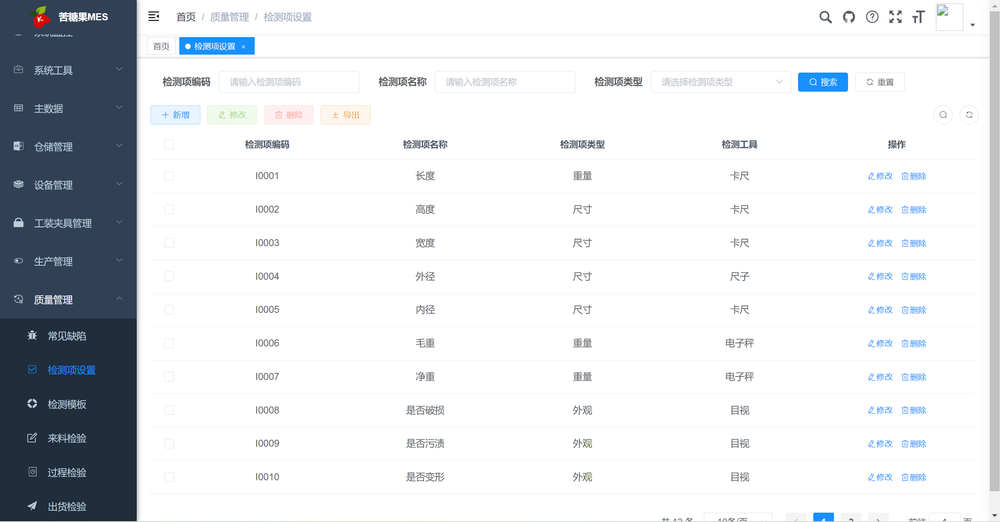 苦糖果MES
首页 / 质量管理 / 检测项设置
首页
检测项设置 ×
系统工具
主数据
仓储管理
设备管理
工装夹具管理
生产管理
质量管理
常见缺陷
检测项设置
检测模板
来料检验
过程检验
出货检验
检测项编码 请输入检测项编码 检测项名称 请输入检测项名称 检测项类型 请选择检测项类型 搜索 重置
新增 修改 删除 导出
检测项编码 检测项名称 检测项类型 检测工具 操作
I0001 长度 重量 卡尺 修改 删除
I0002 高度 尺寸 卡尺 修改 删除
I0003 宽度 尺寸 卡尺 修改 删除
I0004 外径 尺寸 尺子 修改 删除
I0005 内径 尺寸 卡尺 修改 删除
I0006 毛重 重量 电子秤 修改 删除
I0007 净重 重量 电子秤 修改 删除
I0008 是否破损 外观 目视 修改 删除
I0009 是否污渍 外观 目视 修改 删除
I0010 是否变形 外观 目视 修改 删除
10条/页 1 2 前往 1 页